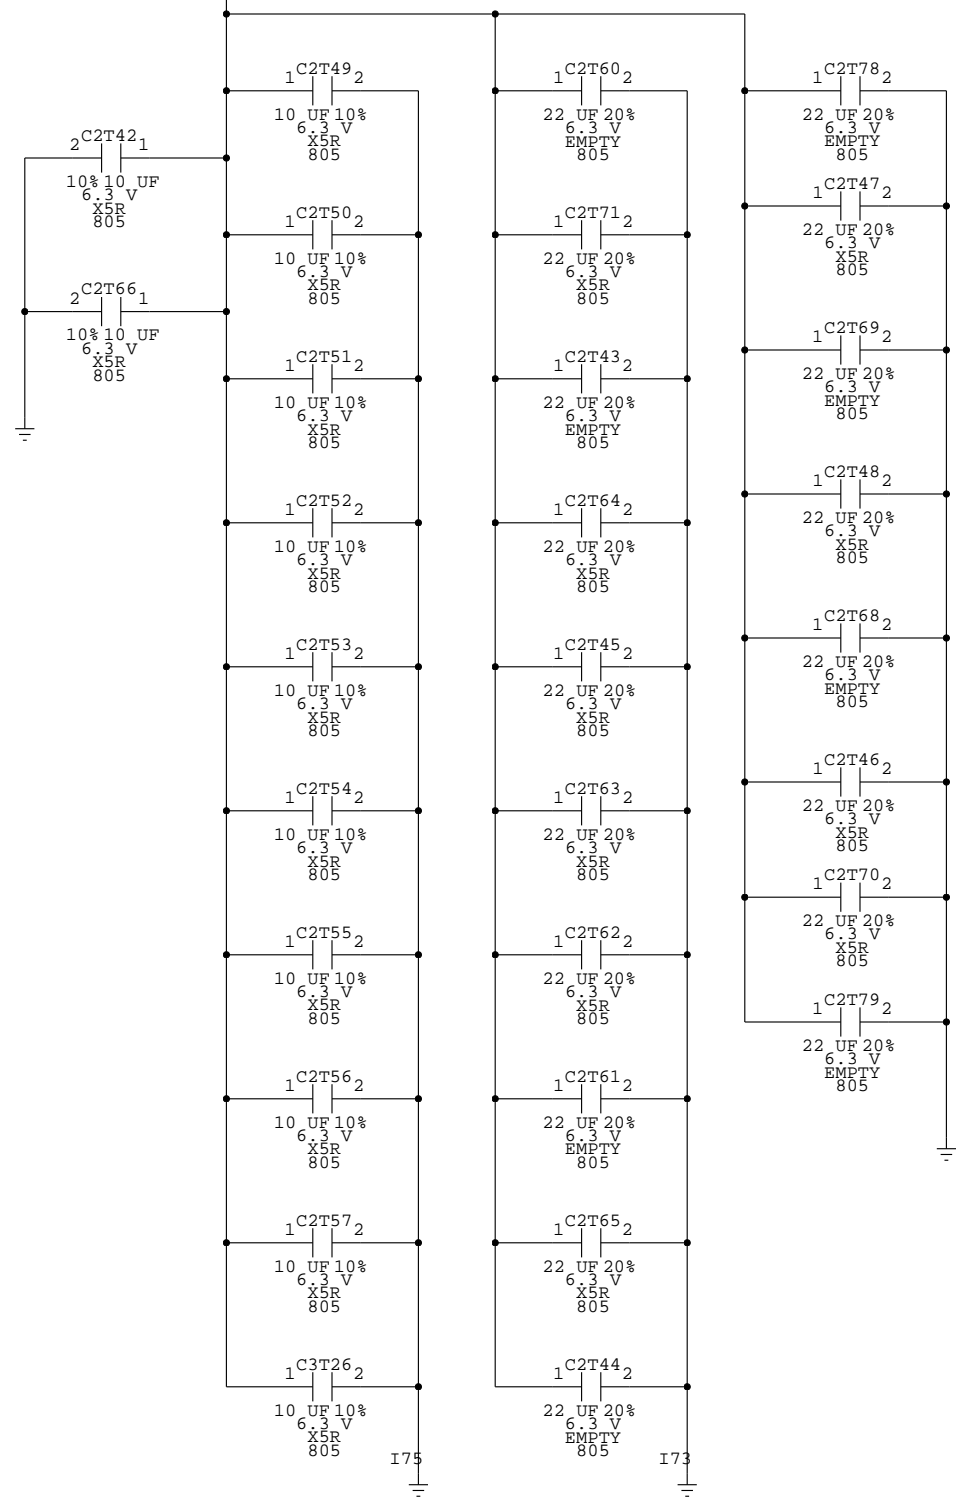 C2T42
2 1
10% 10 UF
6.3 V
X5R
805
C2T66
2 1
10% 10 UF
6.3 V
X5R
805
C2T49
1 2
10 UF 10%
6.3 V
X5R
805
C2T50
1 2
10 UF 10%
6.3 V
X5R
805
C2T51
1 2
10 UF 10%
6.3 V
X5R
805
C2T52
1 2
10 UF 10%
6.3 V
X5R
805
C2T53
1 2
10 UF 10%
6.3 V
X5R
805
C2T54
1 2
10 UF 10%
6.3 V
X5R
805
C2T55
1 2
10 UF 10%
6.3 V
X5R
805
C2T56
1 2
10 UF 10%
6.3 V
X5R
805
C2T57
1 2
10 UF 10%
6.3 V
X5R
805
C3T26
1 2
10 UF 10%
6.3 V
X5R
805
I75
C2T60
1 2
22 UF 20%
6.3 V
EMPTY
805
C2T71
1 2
22 UF 20%
6.3 V
X5R
805
C2T43
1 2
22 UF 20%
6.3 V
EMPTY
805
C2T64
1 2
22 UF 20%
6.3 V
X5R
805
C2T45
1 2
22 UF 20%
6.3 V
X5R
805
C2T63
1 2
22 UF 20%
6.3 V
X5R
805
C2T62
1 2
22 UF 20%
6.3 V
X5R
805
C2T61
1 2
22 UF 20%
6.3 V
EMPTY
805
C2T65
1 2
22 UF 20%
6.3 V
X5R
805
C2T44
1 2
22 UF 20%
6.3 V
EMPTY
805
I73
C2T78
1 2
22 UF 20%
6.3 V
EMPTY
805
C2T47
1 2
22 UF 20%
6.3 V
X5R
805
C2T69
1 2
22 UF 20%
6.3 V
EMPTY
805
C2T48
1 2
22 UF 20%
6.3 V
X5R
805
C2T68
1 2
22 UF 20%
6.3 V
EMPTY
805
C2T46
1 2
22 UF 20%
6.3 V
X5R
805
C2T70
1 2
22 UF 20%
6.3 V
X5R
805
C2T79
1 2
22 UF 20%
6.3 V
EMPTY
805